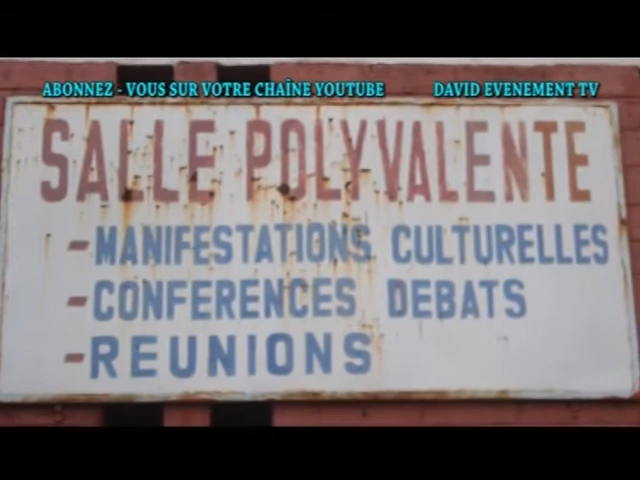 ABONNEZ - VOUS SUR VOTRE CHAÎNE YOUTUBE DAVID EVENEMENT TV
SALLE POLYVALENTE
-MANIFESTATIONS CULTURELLES
-CONFERENCES DEBATS
-REUNIONS